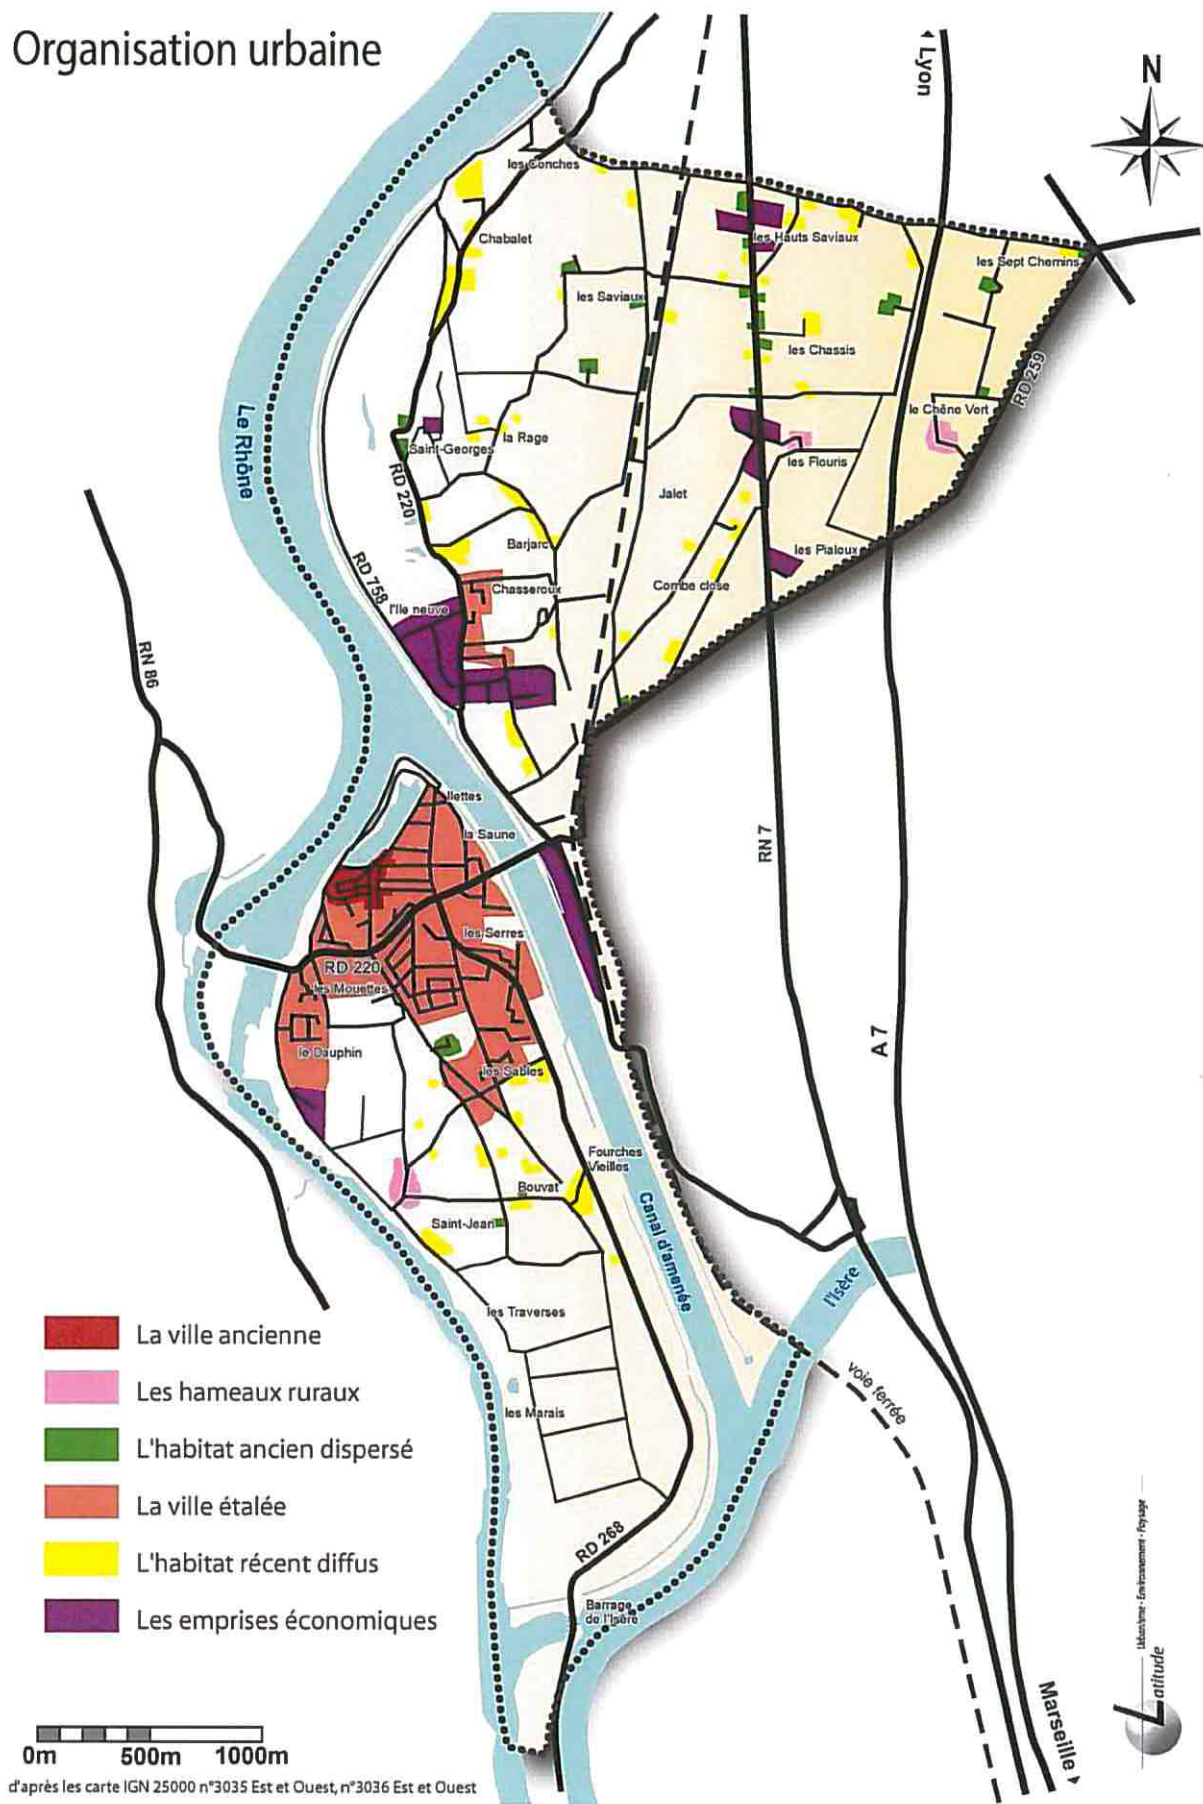 Organisation urbaine
Lyon
N
les Conches
Chabalet
les Hauts Saviaux
les Sept Chemins
les Saviaux
les Chassis
RD 259
le Chêne Vert
Le Rhône
Saint-Georges
la Rage
les Flouris
RD 220
Jalet
Barjarc
les Pialoux
RD 758
Chasseroux
Combe close
l'Ile neuve
RN 86
Ilettes
la Saune
RN 7
les Serres
RD 220
les Mouettes
A 7
le Dauphin
les Sables
Fourches
Vieilles
Bouvat
Canal d'amenée
Saint-Jean
l'Isère
les Traverses
La ville ancienne
voie ferrée
Les hameaux ruraux
les Marais
L'habitat ancien dispersé
La ville étalée
RD 268
L'habitat récent diffus
Barrage
de l'Isère
Les emprises économiques
Urbanisme - Environnement - Paysage
Latitude
Marseille
0m 500m 1000m
d'après les carte IGN 25000 n°3035 Est et Ouest, n°3036 Est et Ouest